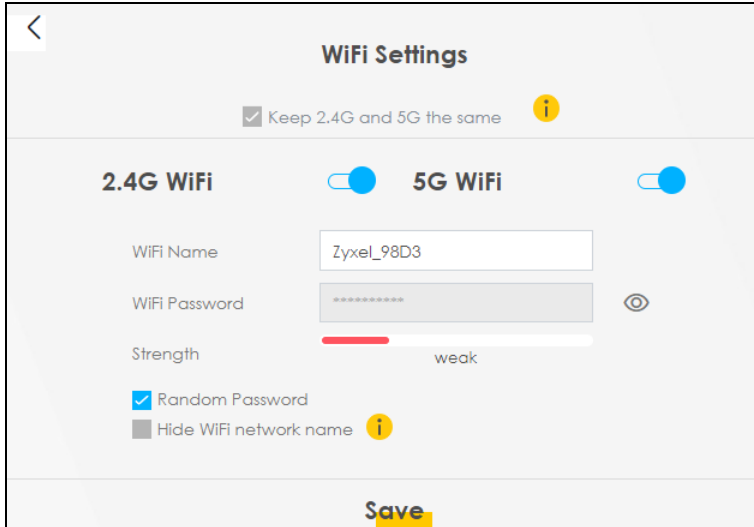 WiFi Settings
Keep 2.4G and 5G the same i
2.4G WiFi 5G WiFi
WiFi Name Zyxel_98D3
WiFi Password **********
Strength
weak
Random Password
Hide WiFi network name i
Save